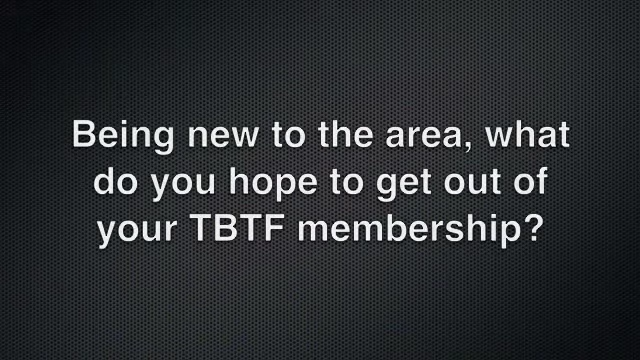 Being new to the area, what
do you hope to get out of
your TBTF membership?